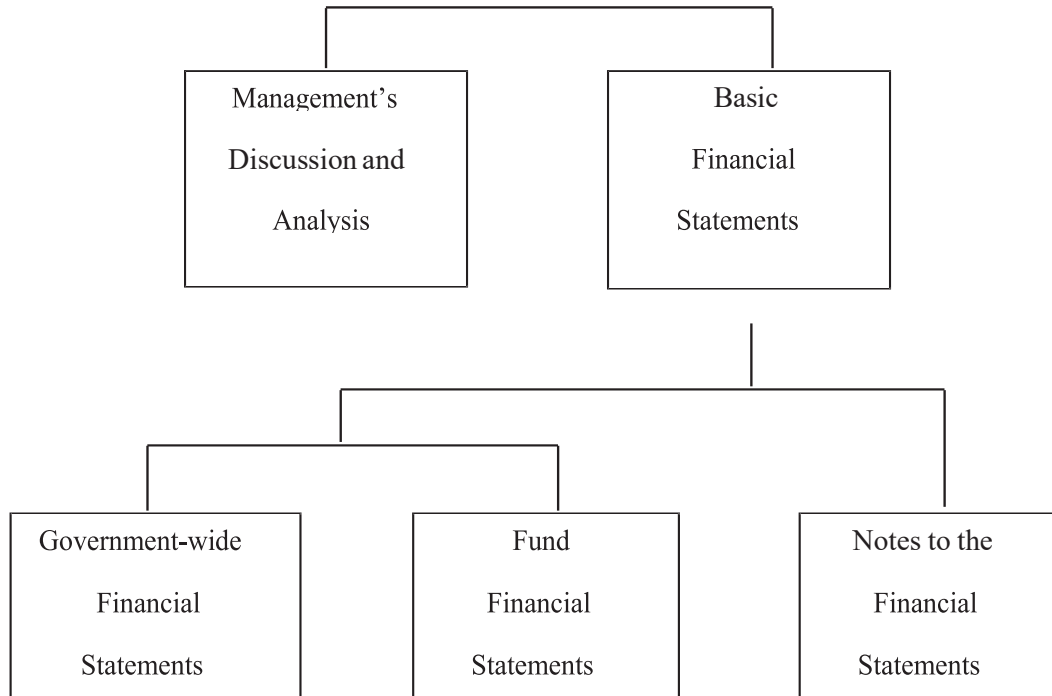 Management’s
Discussion and
Analysis
Basic
Financial
Statements
Government-wide
Financial
Statements
Fund
Financial
Statements
Notes to the
Financial
Statements